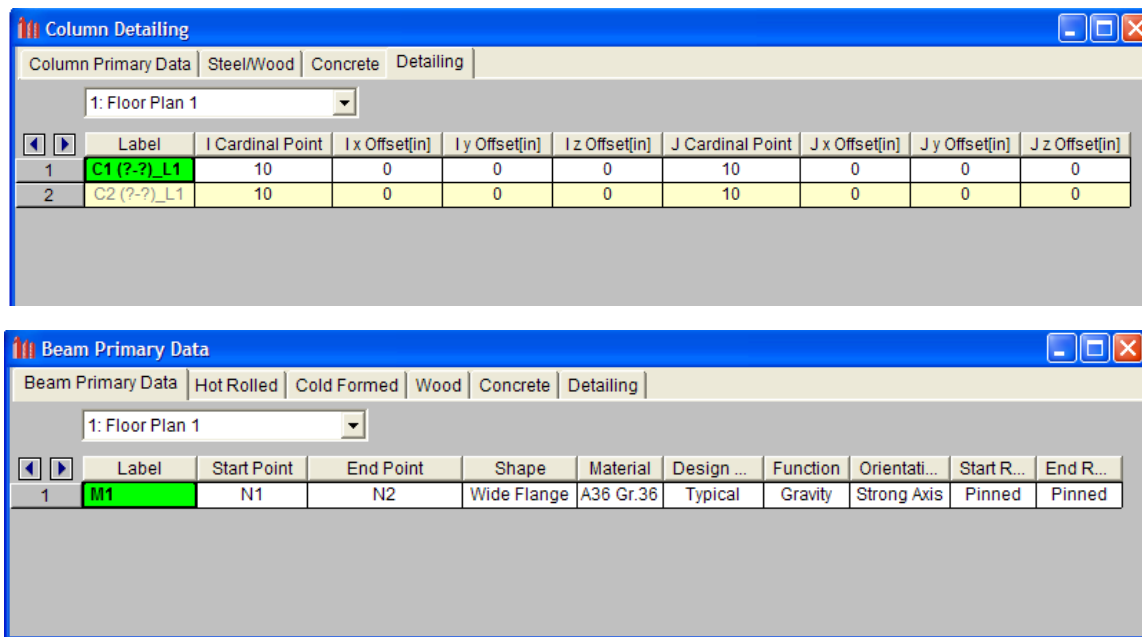 Column Detailing
Column Primary Data Steel/Wood Concrete Detailing
1: Floor Plan 1
Label I Cardinal Point I x Offset[in] I y Offset[in] I z Offset[in] J Cardinal Point J x Offset[in] J y Offset[in] J z Offset[in]
1 C1 (?-?)_L1 10 0 0 0 10 0 0 0
2 C2 (?-?)_L1 10 0 0 0 10 0 0 0
Beam Primary Data
Beam Primary Data Hot Rolled Cold Formed Wood Concrete Detailing
1: Floor Plan 1
Label Start Point End Point Shape Material Design ... Function Orientati... Start R... End R...
1 M1 N1 N2 Wide Flange A36 Gr.36 Typical Gravity Strong Axis Pinned Pinned